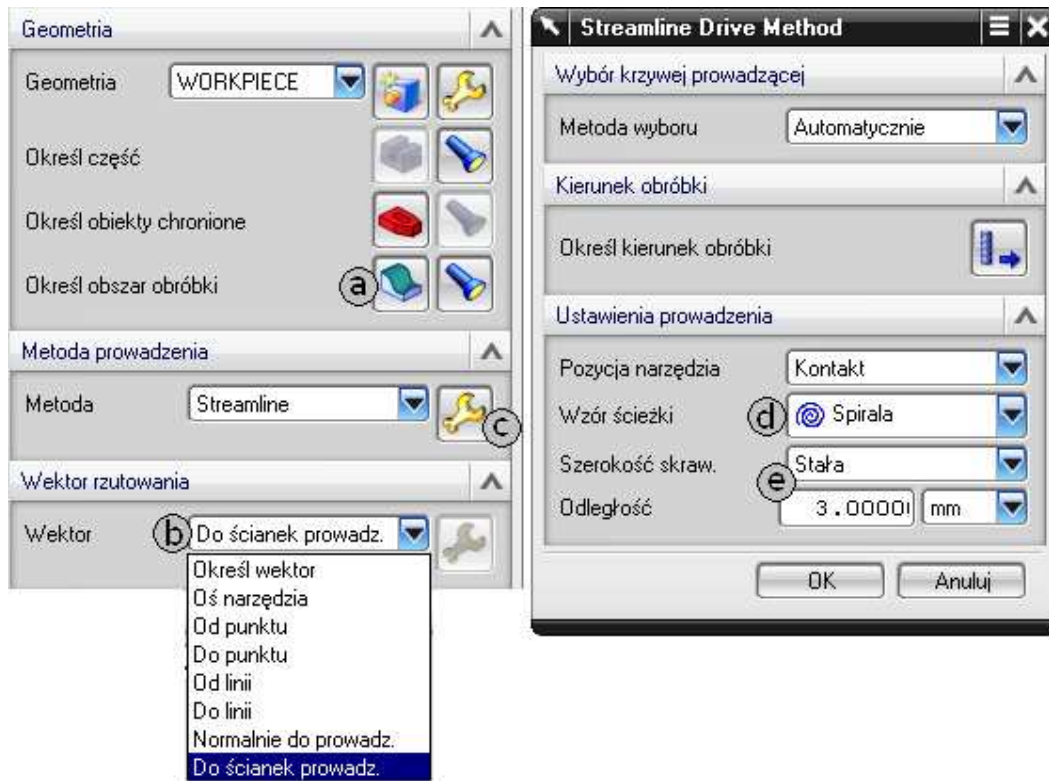 Geometria
Geometria WORKPIECE
Określ część
Określ obiekty chronione
Określ obszar obróbki a
Metoda prowadzenia
Metoda Streamline c
Wektor rzutowania
Wektor b Do ścianek prowadz.
Określ wektor
Oś narzędzia
Od punktu
Do punktu
Od linii
Do linii
Normalnie do prowadz.
Do ścianek prowadz.
Streamline Drive Method
Wybór krzywej prowadzącej
Metoda wyboru Automatycznie
Kierunek obróbki
Określ kierunek obróbki
Ustawienia prowadzenia
Pozycja narzędzia Kontakt
Wzór ścieżki d Spirala
Szerokość skraw. Stała
e
Odległość 3.0000 mm
OK Anuluj